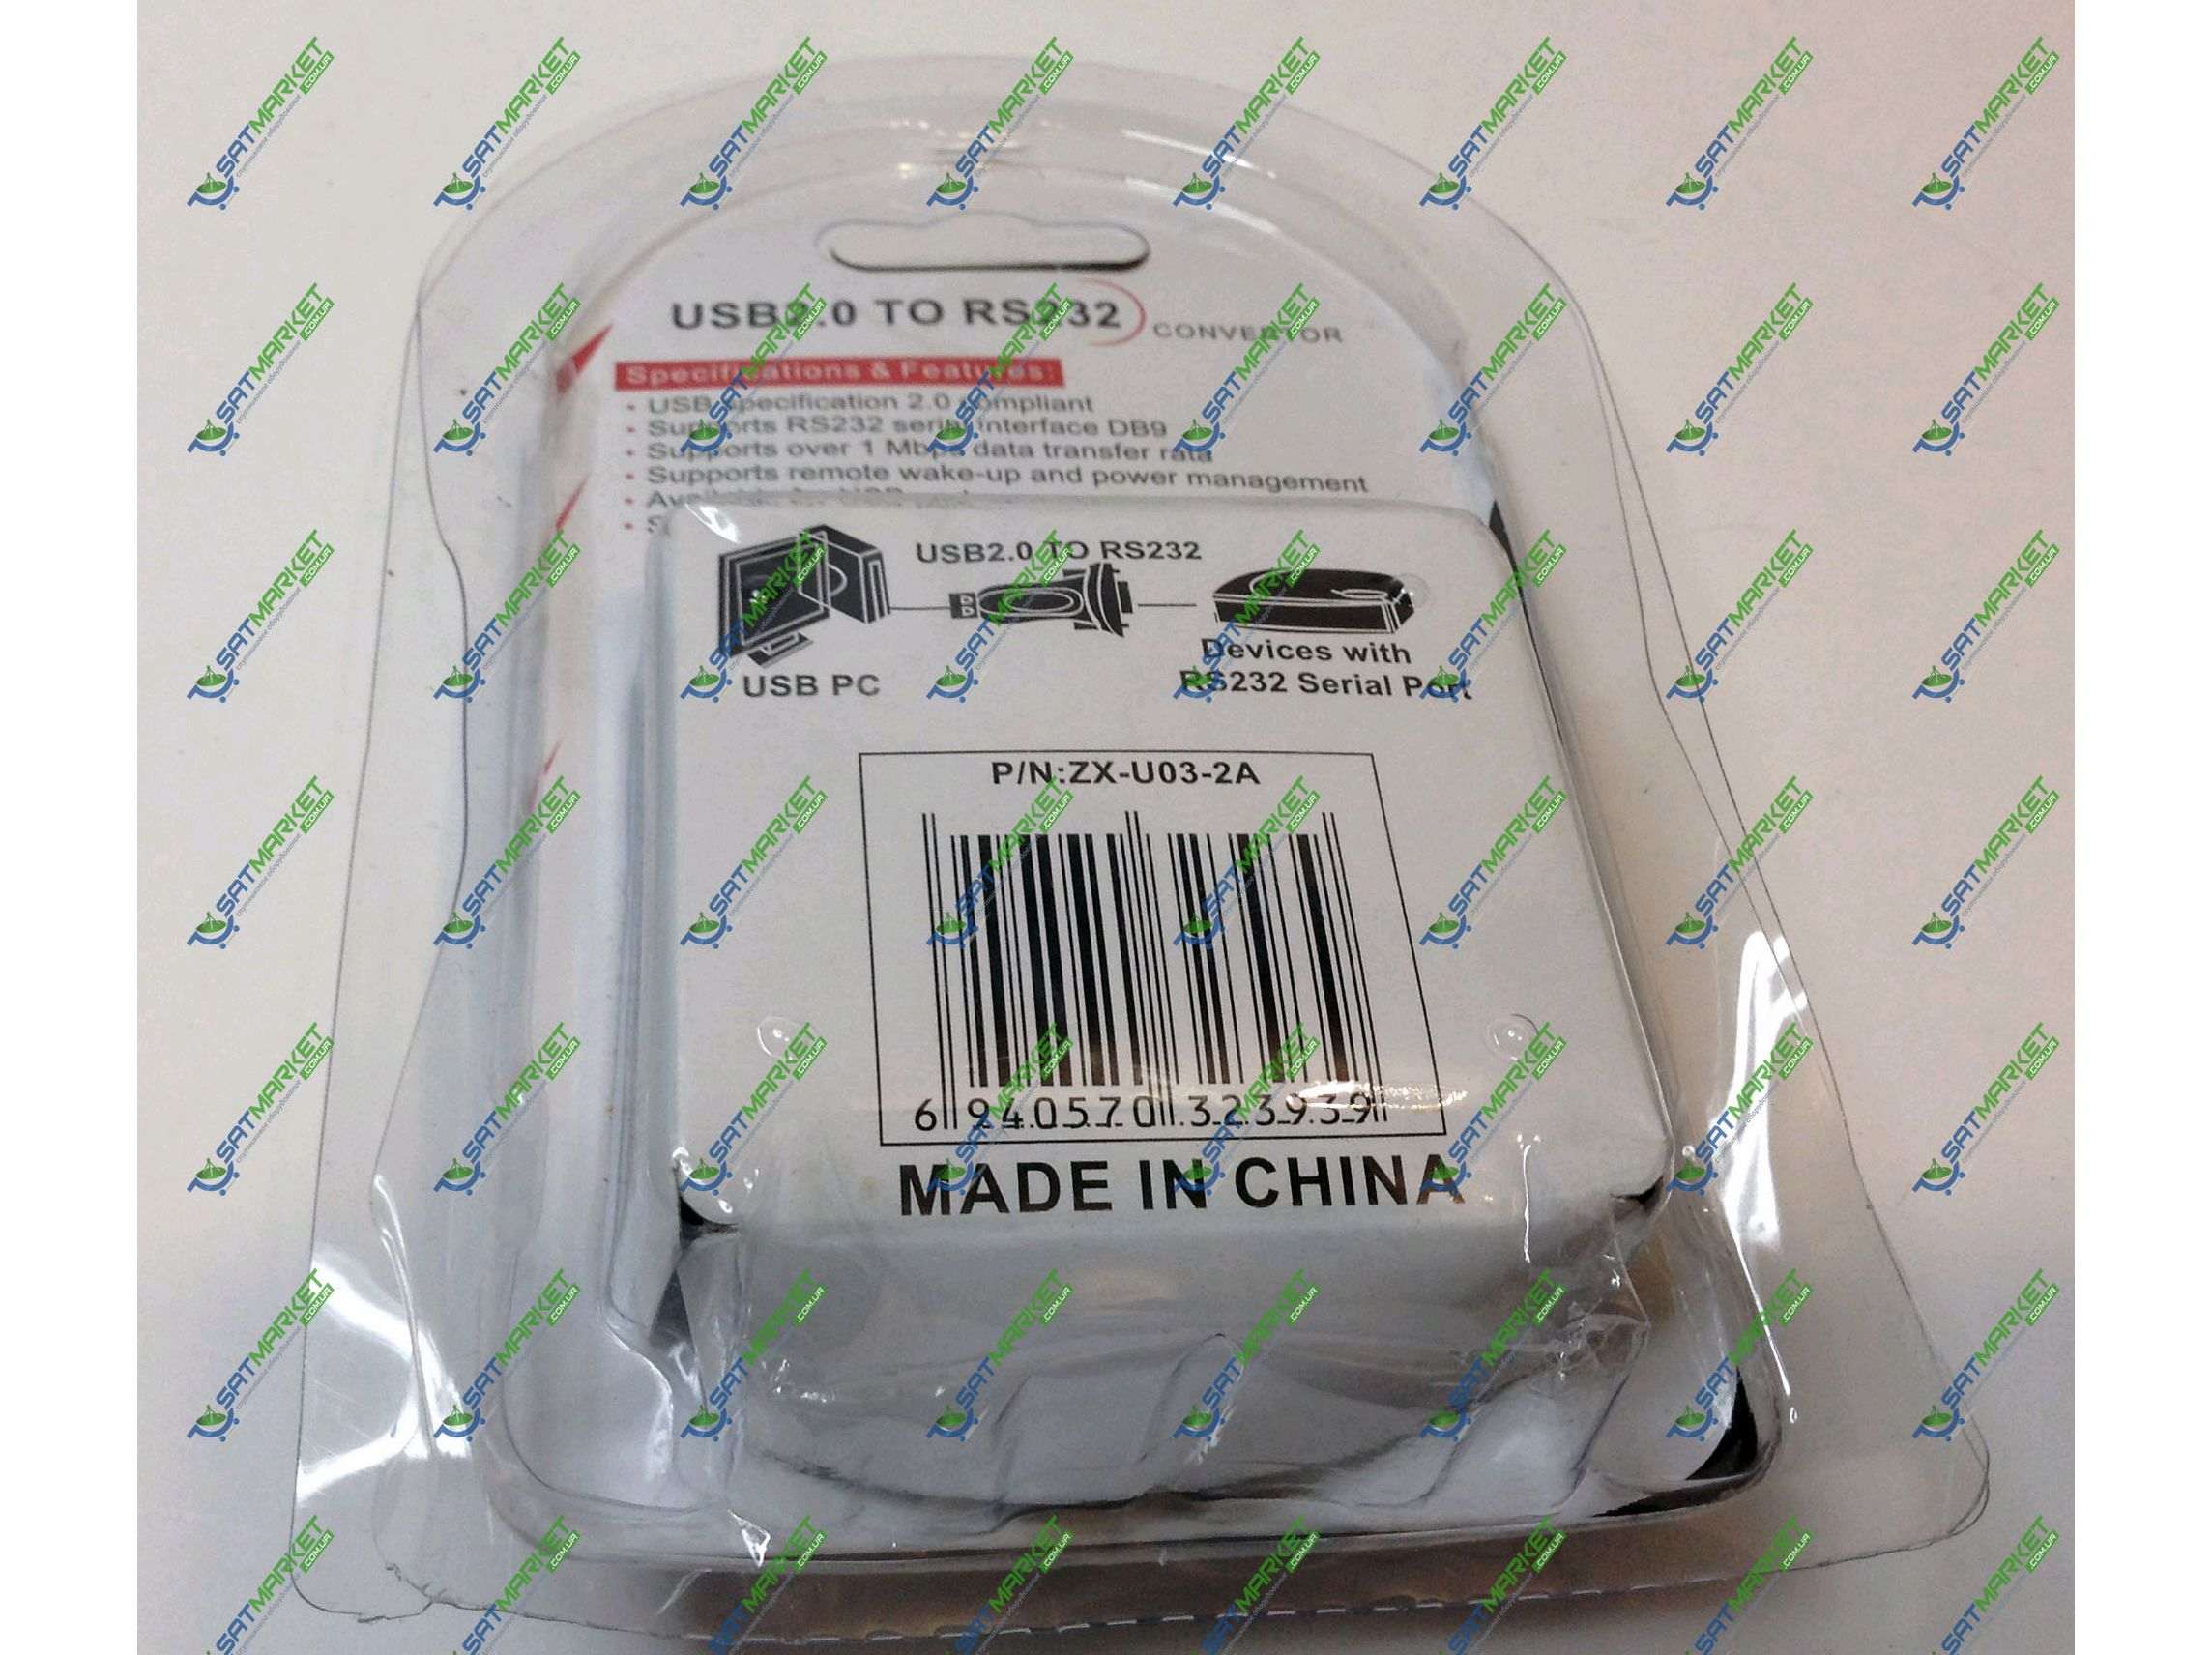 USB2.0 TO RS232 CONVERTOR
Specifications & Features:
• USB specification 2.0 compliant
• Supports RS232 serial interface DB9
• Supports over 1 Mbps data transfer rata
• Supports remote wake-up and power management
USB2.0 TO RS232
USB PC
Devices with
RS232 Serial Port
P/N:ZX-U03-2A
6 940570 323939
MADE IN CHINA
SATMARKET
.COM.UA